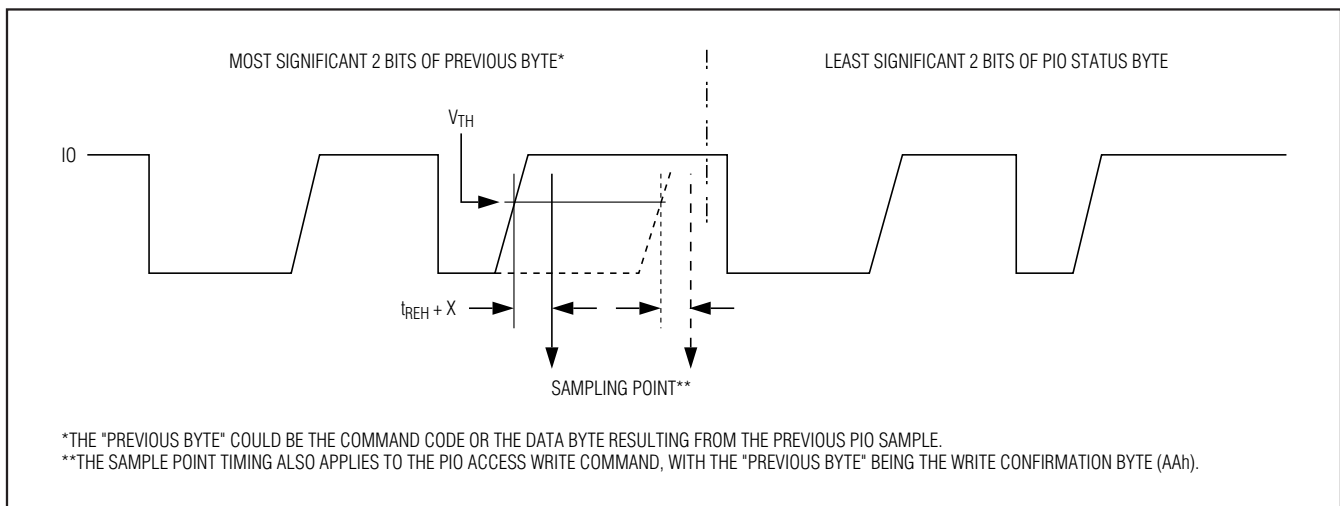 MOST SIGNIFICANT 2 BITS OF PREVIOUS BYTE*
LEAST SIGNIFICANT 2 BITS OF PIO STATUS BYTE
VTH
IO
tREH + X
SAMPLING POINT**
*THE "PREVIOUS BYTE" COULD BE THE COMMAND CODE OR THE DATA BYTE RESULTING FROM THE PREVIOUS PIO SAMPLE.
**THE SAMPLE POINT TIMING ALSO APPLIES TO THE PIO ACCESS WRITE COMMAND, WITH THE "PREVIOUS BYTE" BEING THE WRITE CONFIRMATION BYTE (AAh).